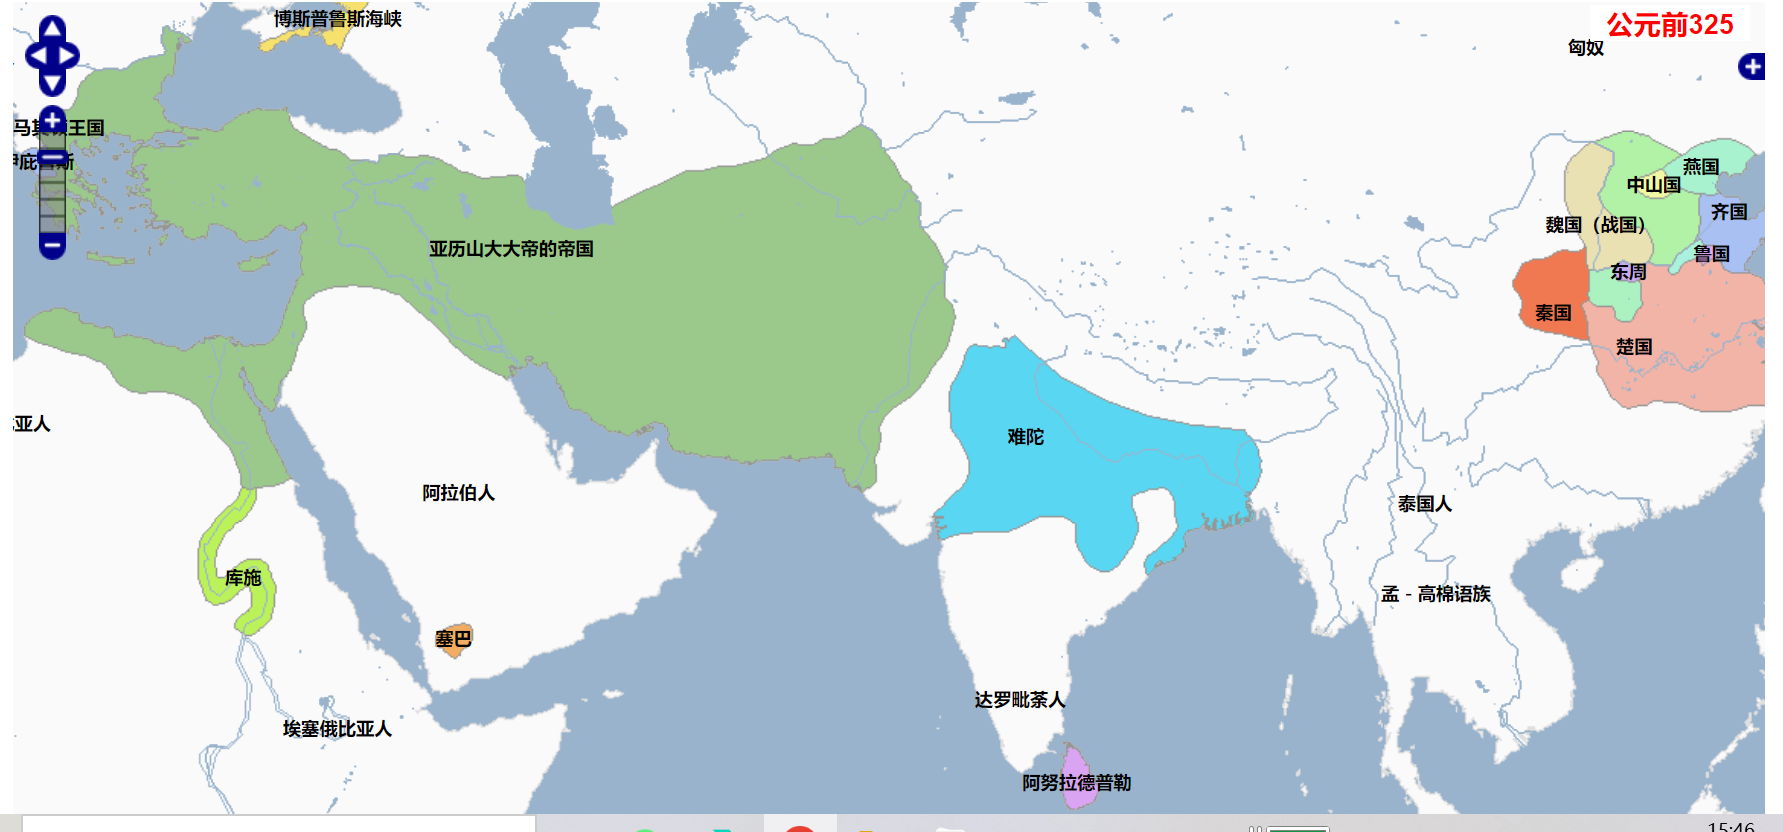 博斯普鲁斯海峡
公元前325
匈奴
马其顿王国
伊庇鲁斯
燕国
中山国
齐国
魏国（战国）
鲁国
东周
亚历山大大帝的帝国
秦国
楚国
亚人
难陀
阿拉伯人
泰国人
库施
孟－高棉语族
塞巴
达罗毗荼人
埃塞俄比亚人
阿努拉德普勒
15:46